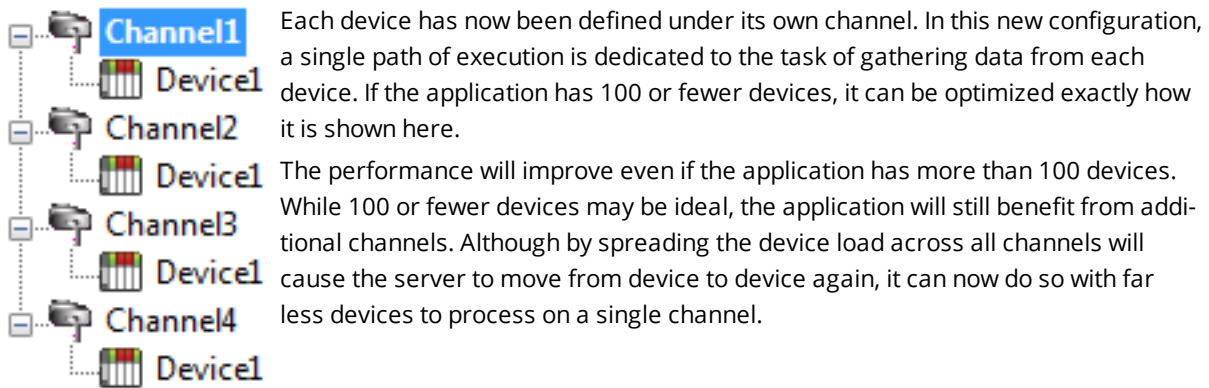 Channel1
Device1
Channel2
Device1
Channel3
Device1
Channel4
Device1
Each device has now been defined under its own channel. In this new configuration,
a single path of execution is dedicated to the task of gathering data from each
device. If the application has 100 or fewer devices, it can be optimized exactly how
it is shown here.
The performance will improve even if the application has more than 100 devices.
While 100 or fewer devices may be ideal, the application will still benefit from addi-
tional channels. Although by spreading the device load across all channels will
cause the server to move from device to device again, it can now do so with far
less devices to process on a single channel.